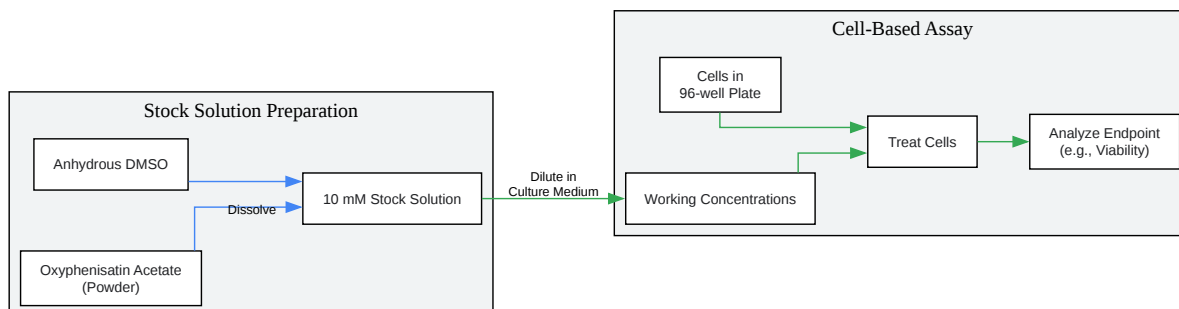 Stock Solution Preparation
Anhydrous DMSO
Dissolve
Oxyphenisatin Acetate
(Powder)
10 mM Stock Solution
Dilute in
Culture Medium
Cell-Based Assay
Cells in
96-well Plate
Working Concentrations
Treat Cells
Analyze Endpoint
(e.g., Viability)